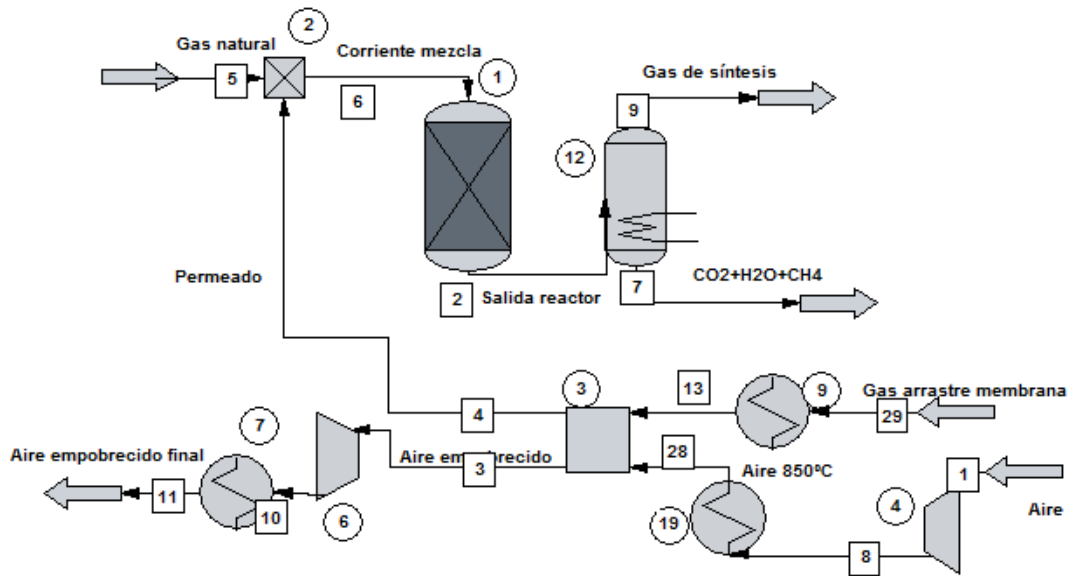 2
Gas natural
Corriente mezcla
1
Gas de síntesis
5
6
9
12
CO2+H2O+CH4
7
Permeado
2
Salida reactor
3
13
9
Gas arrastre membrana
4
29
7
28
Aire empobrecido final
Aire empobrecido
3
Aire 850ºC
1
11
10
6
19
4
Aire
8